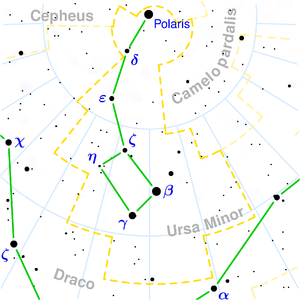 Cepheus
Polaris
Camelopardalis
δ
ε
ζ
η
β
γ
χ
ζ
Ursa Minor
Draco
α